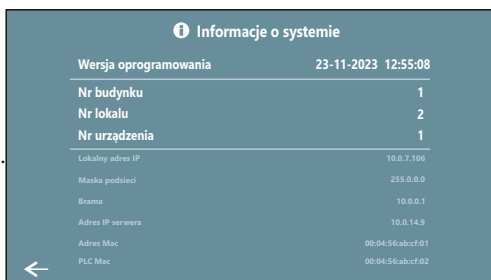 Informacje o systemie
Wersja oprogramowania 23-11-2023 12:55:08
Nr budynku 1
Nr lokalu 2
Nr urządzenia 1
Lokalny adres IP 10.0.7.106
Maska podsieci 255.0.0.0
Brama 10.0.0.1
Adres IP serwera 10.0.14.9
Adres Mac 00:04:56:ab:cf:01
PLC Mac 00:04:56:ab:cf:02